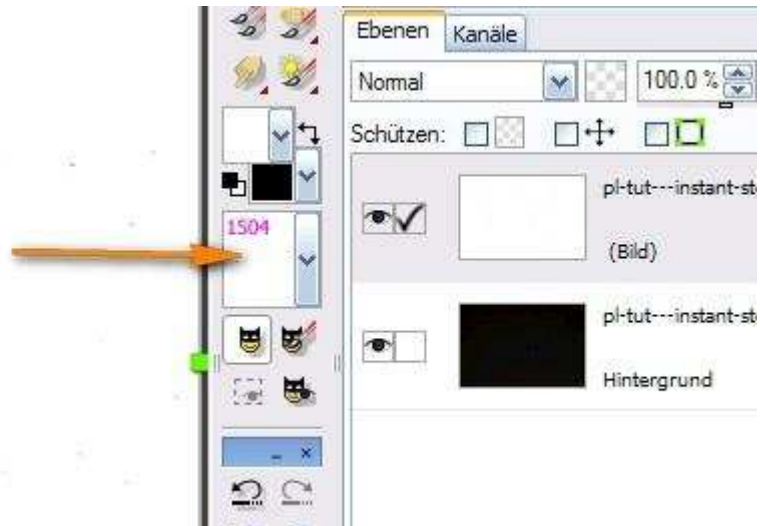 Ebenen Kanäle
Normal 100.0 %
Schützen:
1504
pl-tut---instant-st
(Bild)
pl-tut---instant-st
Hintergrund